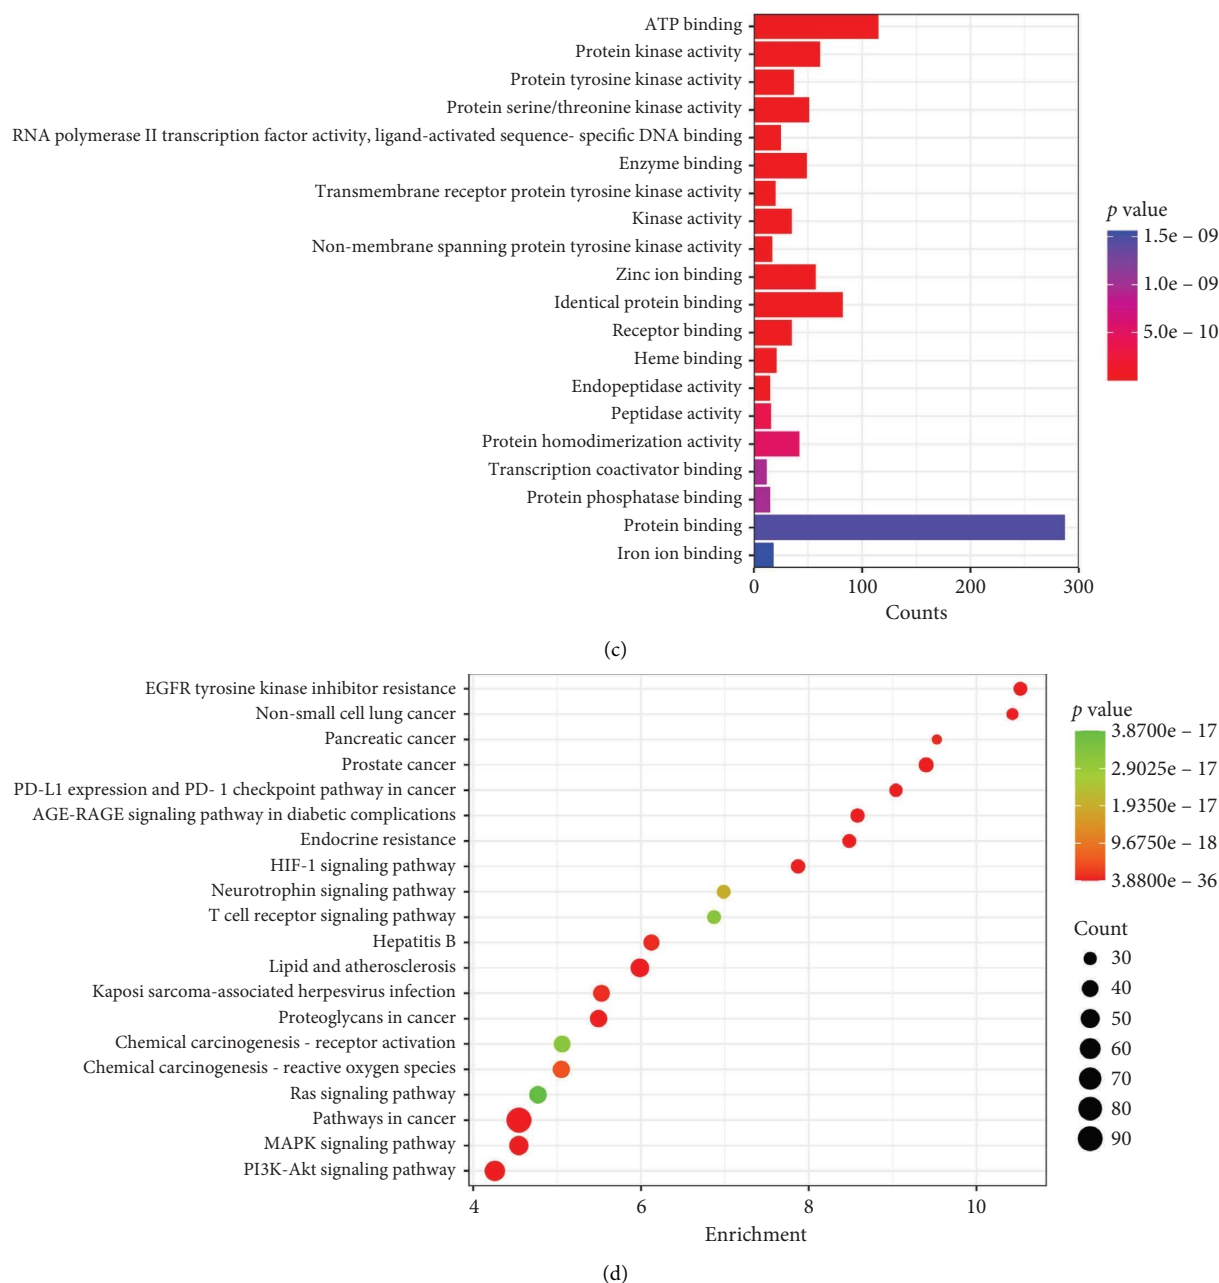 ATP binding
Protein kinase activity
Protein tyrosine kinase activity
Protein serine/threonine kinase activity
RNA polymerase II transcription factor activity, ligand-activated sequence- specific DNA binding
Enzyme binding
Transmembrane receptor protein tyrosine kinase activity
Kinase activity
Non-membrane spanning protein tyrosine kinase activity
Zinc ion binding
Identical protein binding
Receptor binding
Heme binding
Endopeptidase activity
Peptidase activity
Protein homodimerization activity
Transcription coactivator binding
Protein phosphatase binding
Protein binding
Iron ion binding
0 100 200 300
Counts
p value
1.5e – 09
1.0e – 09
5.0e – 10
(c)
EGFR tyrosine kinase inhibitor resistance
Non-small cell lung cancer
Pancreatic cancer
Prostate cancer
PD-L1 expression and PD- 1 checkpoint pathway in cancer
AGE-RAGE signaling pathway in diabetic complications
Endocrine resistance
HIF-1 signaling pathway
Neurotrophin signaling pathway
T cell receptor signaling pathway
Hepatitis B
Lipid and atherosclerosis
Kaposi sarcoma-associated herpesvirus infection
Proteoglycans in cancer
Chemical carcinogenesis - receptor activation
Chemical carcinogenesis - reactive oxygen species
Ras signaling pathway
Pathways in cancer
MAPK signaling pathway
PI3K-Akt signaling pathway
4 6 8 10
Enrichment
p value
3.8700e – 17
2.9025e – 17
1.9350e – 17
9.6750e – 18
3.8800e – 36
Count
30
40
50
60
70
80
90
(d)